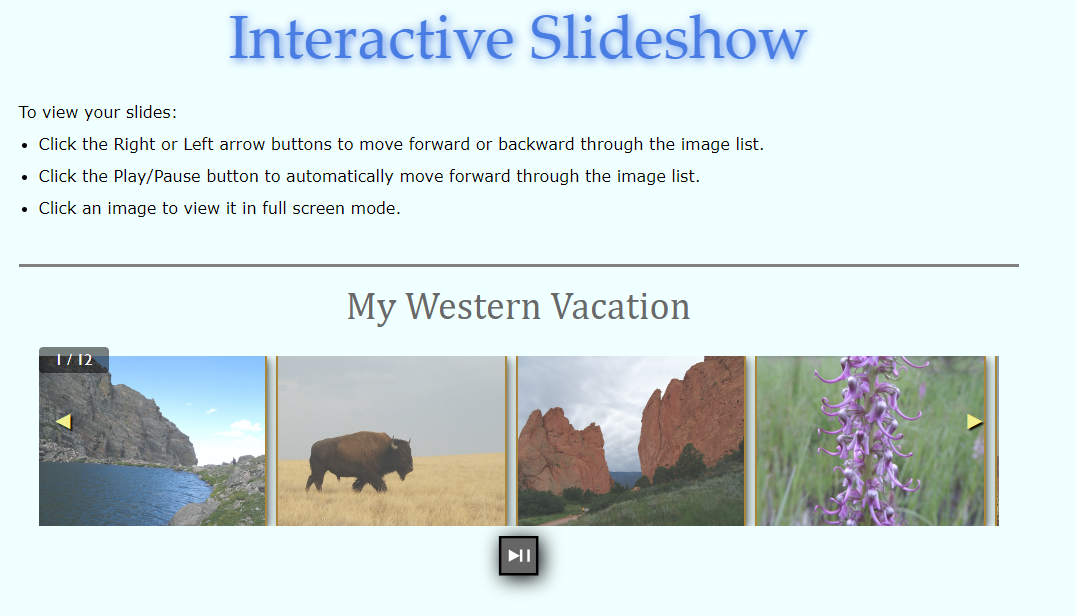 Interactive Slideshow
To view your slides:
• Click the Right or Left arrow buttons to move forward or backward through the image list.
• Click the Play/Pause button to automatically move forward through the image list.
• Click an image to view it in full screen mode.
My Western Vacation
1 / 12